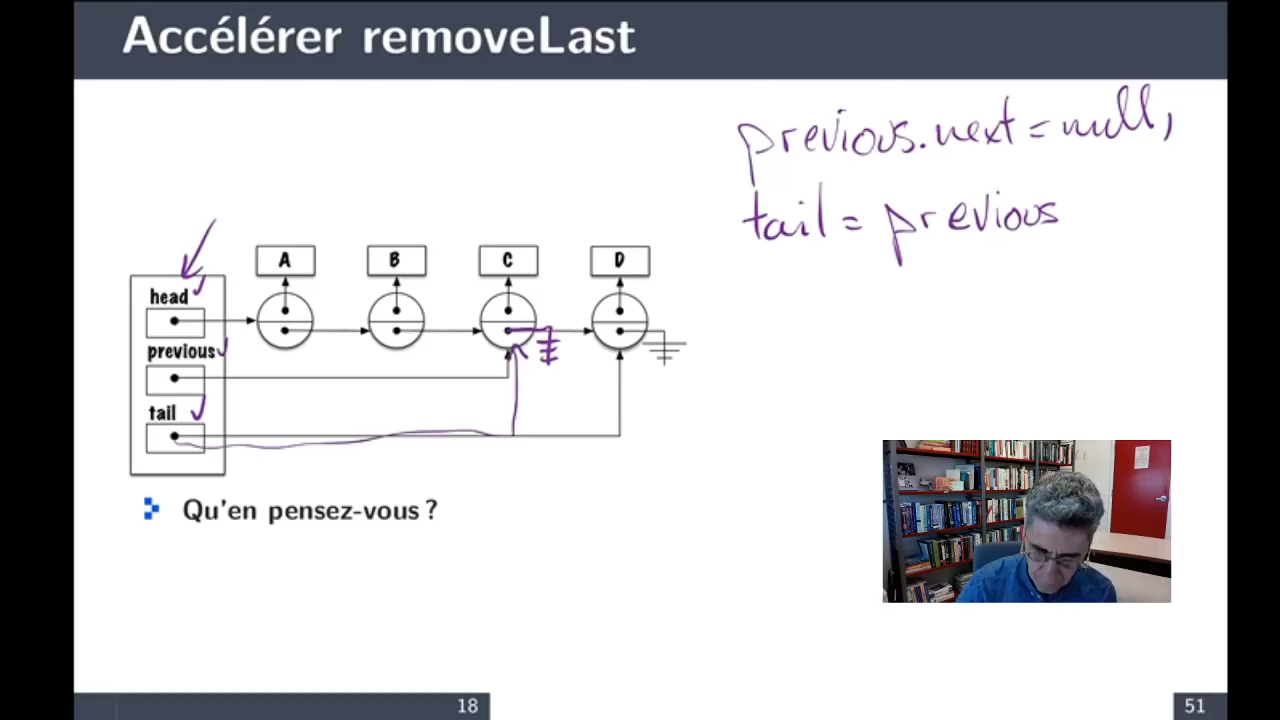 Accélérer removeLast
previous.next = null;
tail = previous
A B C D
head
previous
tail
Qu'en pensez-vous ?
18
51